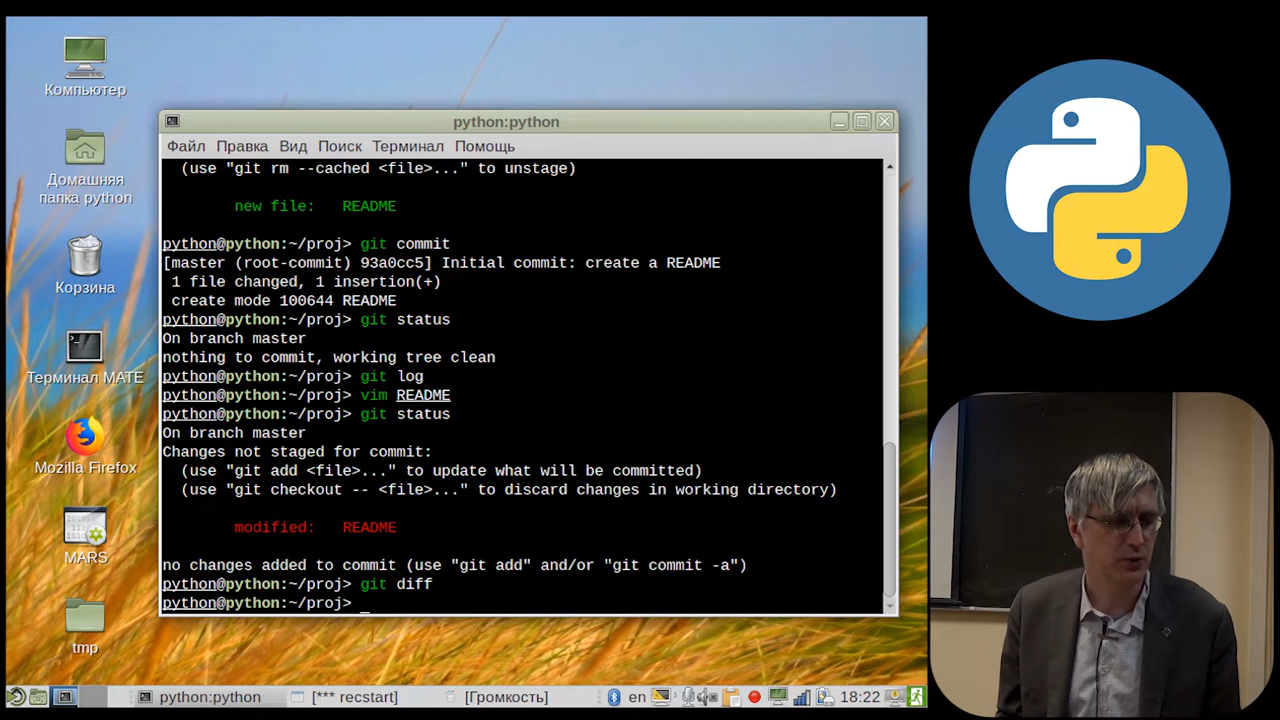 Компьютер
Домашняя
папка python
Корзина
Терминал MATE
Mozilla Firefox
MARS
tmp
python:python
Файл Правка Вид Поиск Терминал Помощь
(use "git rm --cached <file>..." to unstage)
new file:   README
python@python:~/proj> git commit
[master (root-commit) 93a0cc5] Initial commit: create a README
1 file changed, 1 insertion(+)
create mode 100644 README
python@python:~/proj> git status
On branch master
nothing to commit, working tree clean
python@python:~/proj> git log
python@python:~/proj> vim README
python@python:~/proj> git status
On branch master
Changes not staged for commit:
(use "git add <file>..." to update what will be committed)
(use "git checkout -- <file>..." to discard changes in working directory)
modified:   README
no changes added to commit (use "git add" and/or "git commit -a")
python@python:~/proj> git diff
python@python:~/proj> _
python:python [*** recstart] [Громкость] en 18:22